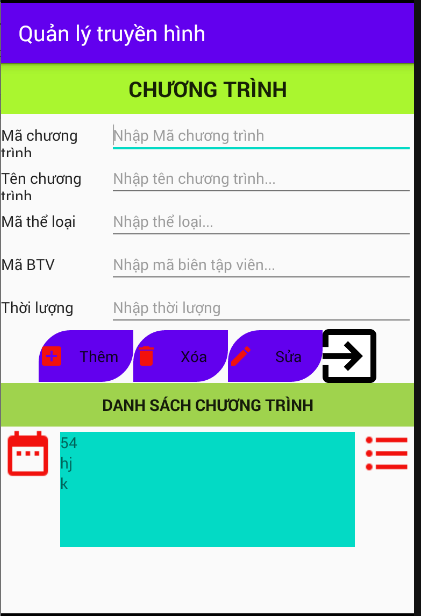 Quản lý truyền hình
CHƯƠNG TRÌNH
Mã chương
trình
Nhập Mã chương trình
Tên chương
trình
Nhập tên chương trình...
Mã thể loại
Nhập thể loại...
Mã BTV
Nhập mã biên tập viên...
Thời lượng
Nhập thời lượng
Thêm
Xóa
Sửa
DANH SÁCH CHƯƠNG TRÌNH
54
hj
k